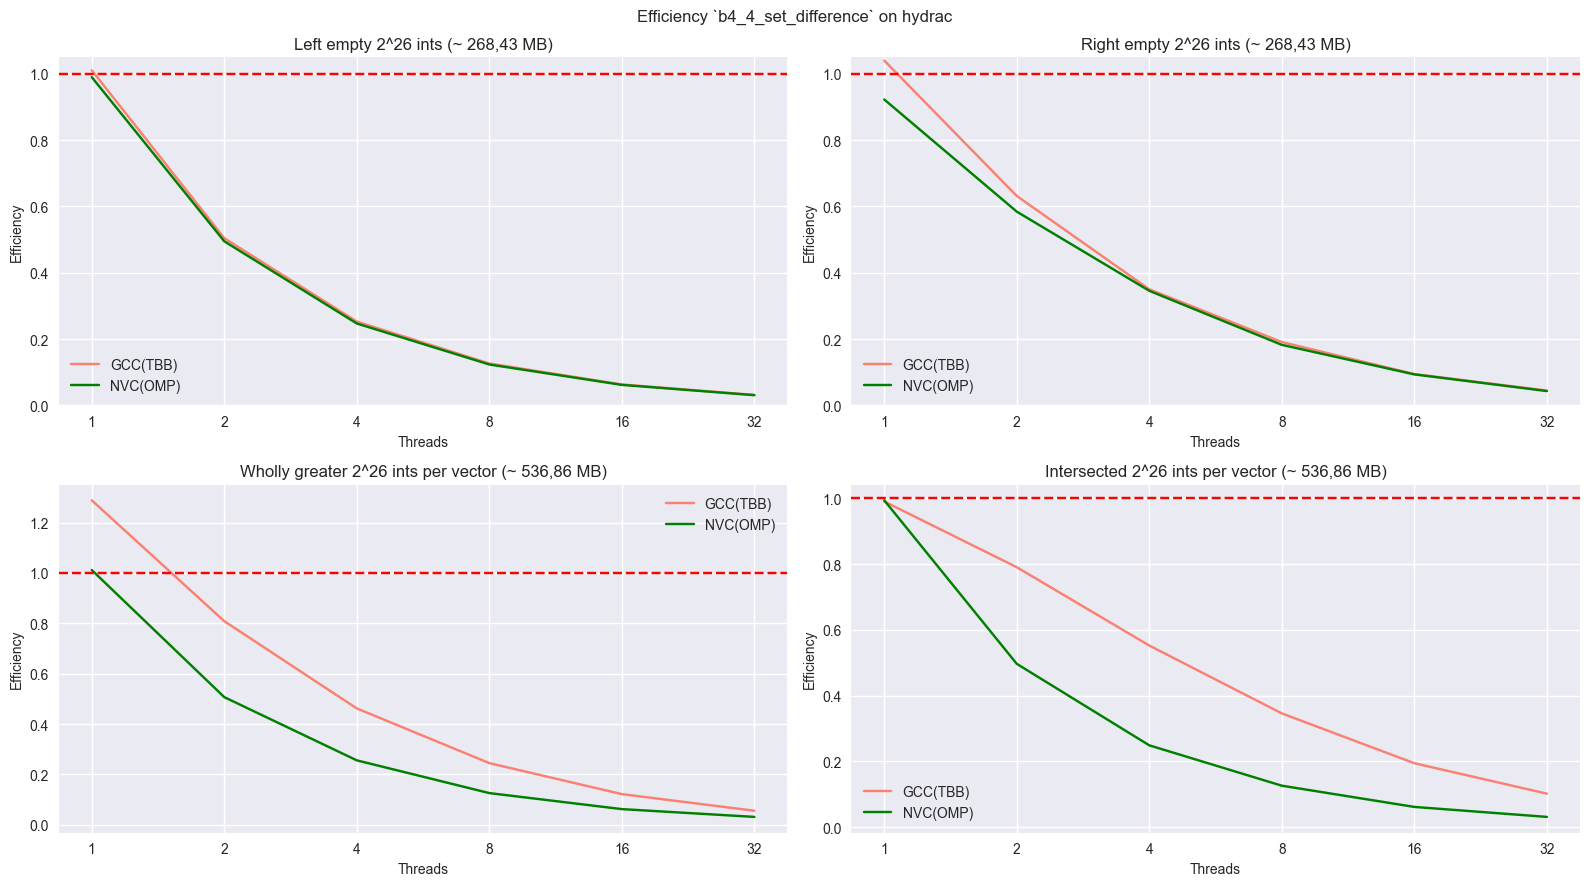 Efficiency `b4_4_set_difference` on hydrac
Left empty 2^26 ints (~ 268,43 MB)
1.0
0.8
0.6
0.4
0.2
0.0
Efficiency
GCC(TBB)
NVC(OMP)
1 2 4 8 16 32
Threads
Right empty 2^26 ints (~ 268,43 MB)
1.0
0.8
0.6
0.4
0.2
0.0
Efficiency
GCC(TBB)
NVC(OMP)
1 2 4 8 16 32
Threads
Wholly greater 2^26 ints per vector (~ 536,86 MB)
GCC(TBB)
NVC(OMP)
1.2
1.0
0.8
0.6
0.4
0.2
0.0
Efficiency
1 2 4 8 16 32
Threads
Intersected 2^26 ints per vector (~ 536,86 MB)
1.0
0.8
0.6
0.4
0.2
0.0
Efficiency
GCC(TBB)
NVC(OMP)
1 2 4 8 16 32
Threads